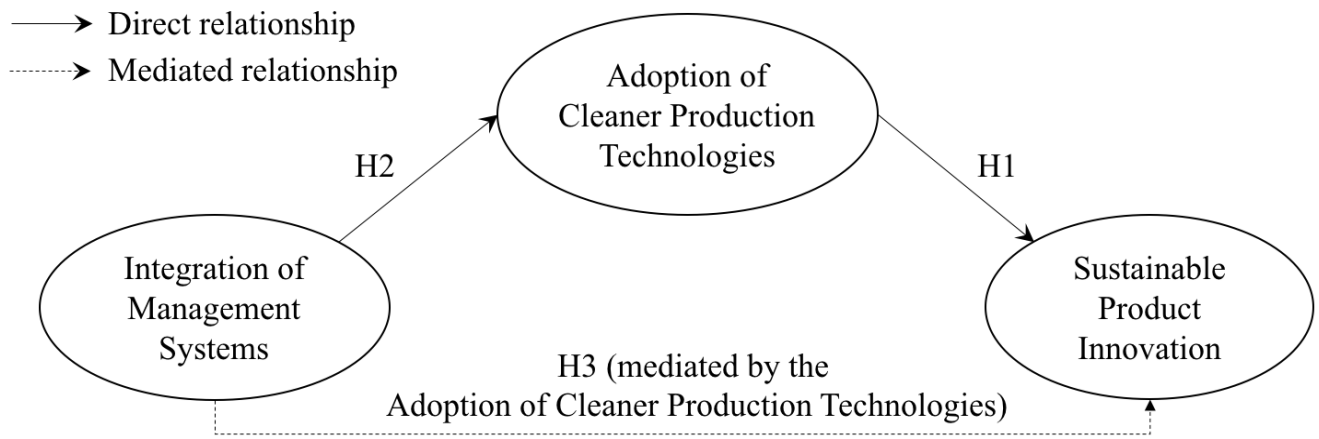 Direct relationship
Mediated relationship
Adoption of
Cleaner Production
Technologies
H2
H1
Integration of
Management
Systems
Sustainable
Product
Innovation
H3 (mediated by the
Adoption of Cleaner Production Technologies)